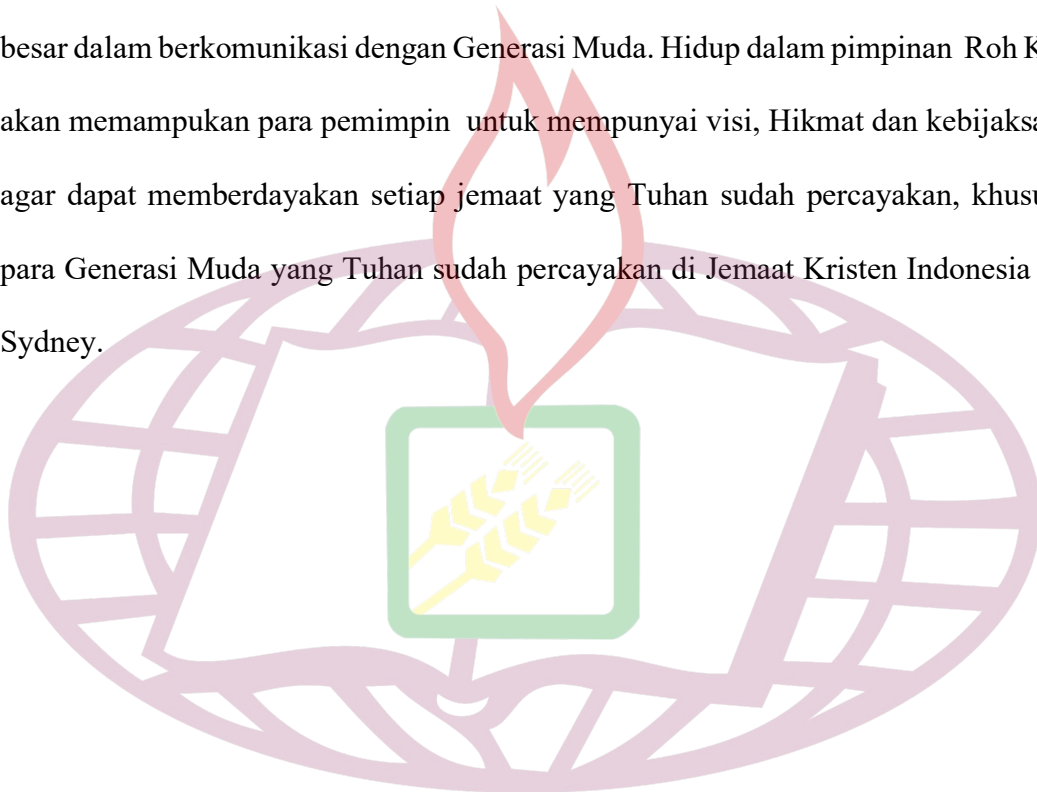 besar dalam berkomunikasi dengan Generasi Muda. Hidup dalam pimpinan Roh K
akan memampukan para pemimpin untuk mempunyai visi, Hikmat dan kebijaksa
agar dapat memberdayakan setiap jemaat yang Tuhan sudah percayakan, khusu
para Generasi Muda yang Tuhan sudah percayakan di Jemaat Kristen Indonesia
Sydney.